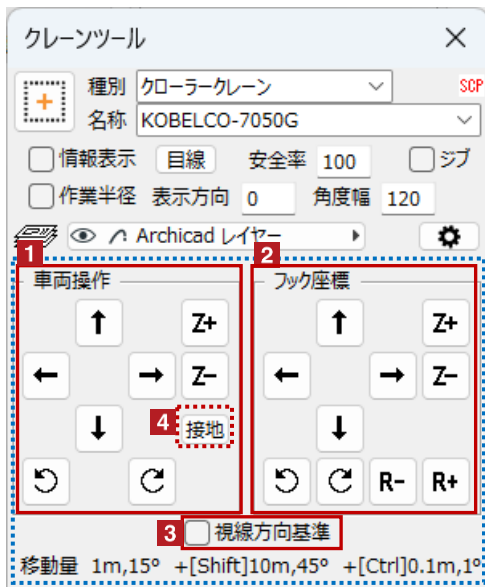 クレーンツール
種別 クローラークレーン SCP
名称 KOBELCO-7050G
情報表示 目線 安全率 100 ジブ
作業半径 表示方向 0 角度幅 120
Archicad レイヤー
1 2
車両操作 フック座標
Z+ Z+
Z- Z-
4 接地
R- R+
3 視線方向基準
移動量 1m,15° +[Shift]10m,45° +[Ctrl]0.1m,1°